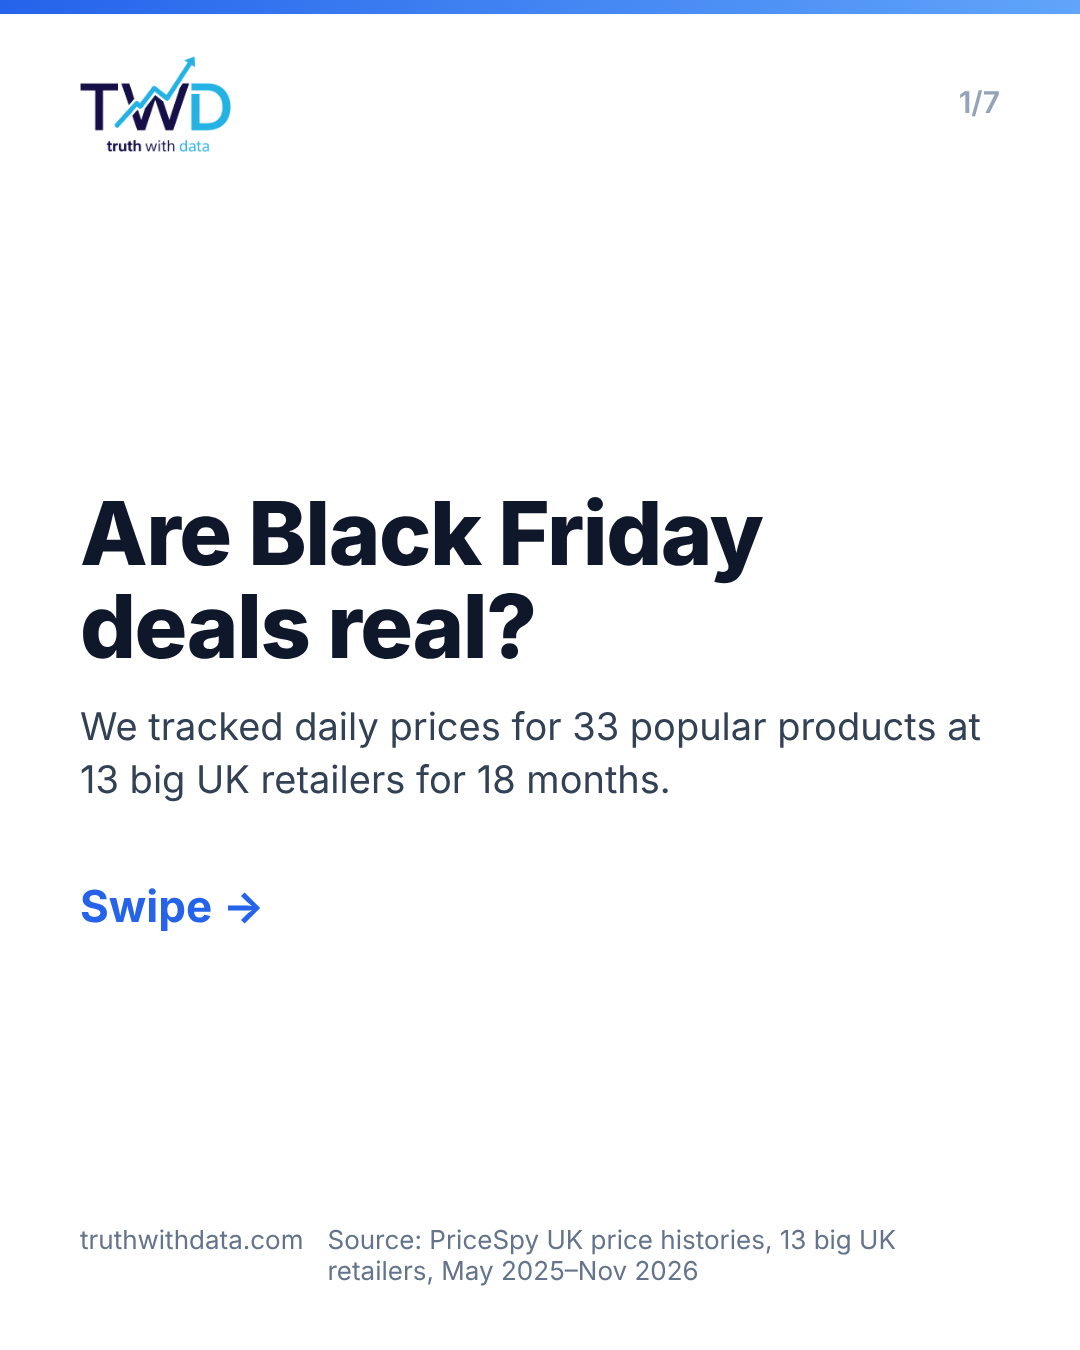 TWD
truth with data
1/7
Are Black Friday
deals real?
We tracked daily prices for 33 popular products at
13 big UK retailers for 18 months.
Swipe →
truthwithdata.com
Source: PriceSpy UK price histories, 13 big UK
retailers, May 2025–Nov 2026